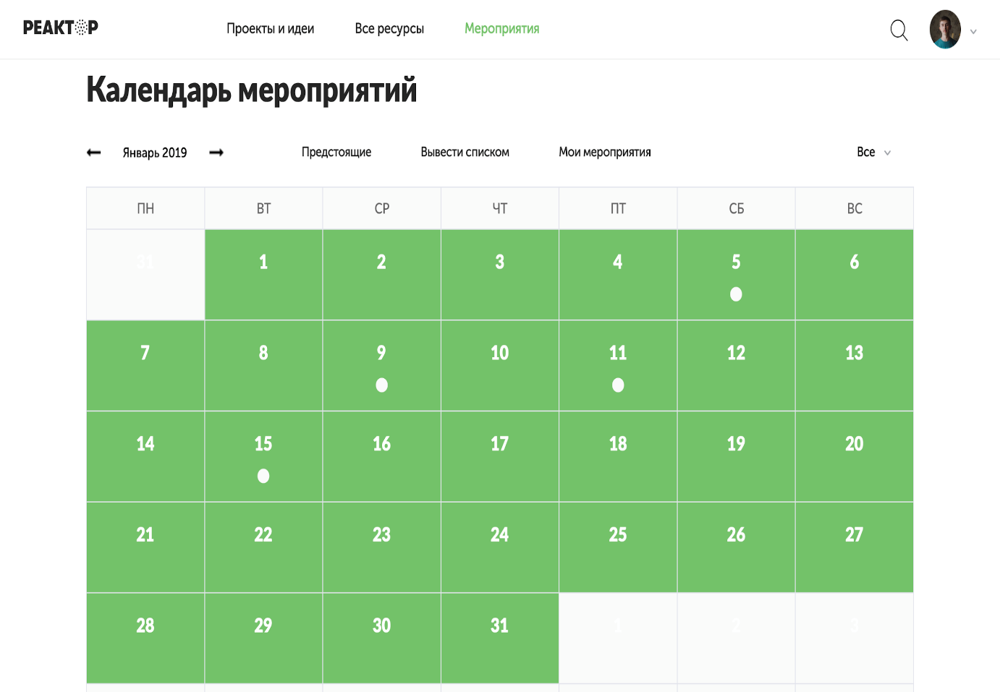 РЕАКТОР
Проекты и идеи Все ресурсы Мероприятия
Календарь мероприятий
Январь 2019 Предстоящие Вывести списком Мои мероприятия Все
ПН ВТ СР ЧТ ПТ СБ ВС
31 1 2 3 4 5 6
7 8 9 10 11 12 13
14 15 16 17 18 19 20
21 22 23 24 25 26 27
28 29 30 31 1 2 3